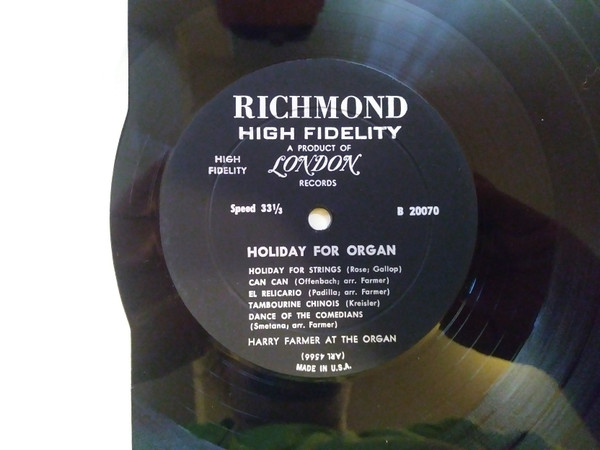 RICHMOND
HIGH FIDELITY
A PRODUCT OF
LONDON
RECORDS
HIGH
FIDELITY
Speed 33⅓
B 20070
HOLIDAY FOR ORGAN
HOLIDAY FOR STRINGS (Rose; Gallop)
CAN CAN (Offenbach; arr. Farmer)
EL RELICARIO (Padilla; arr. Farmer)
TAMBOURINE CHINOIS (Kreisler)
DANCE OF THE COMEDIANS
(Smetana; arr. Farmer)
HARRY FARMER AT THE ORGAN
(ARL 4566)
MADE IN U.S.A.